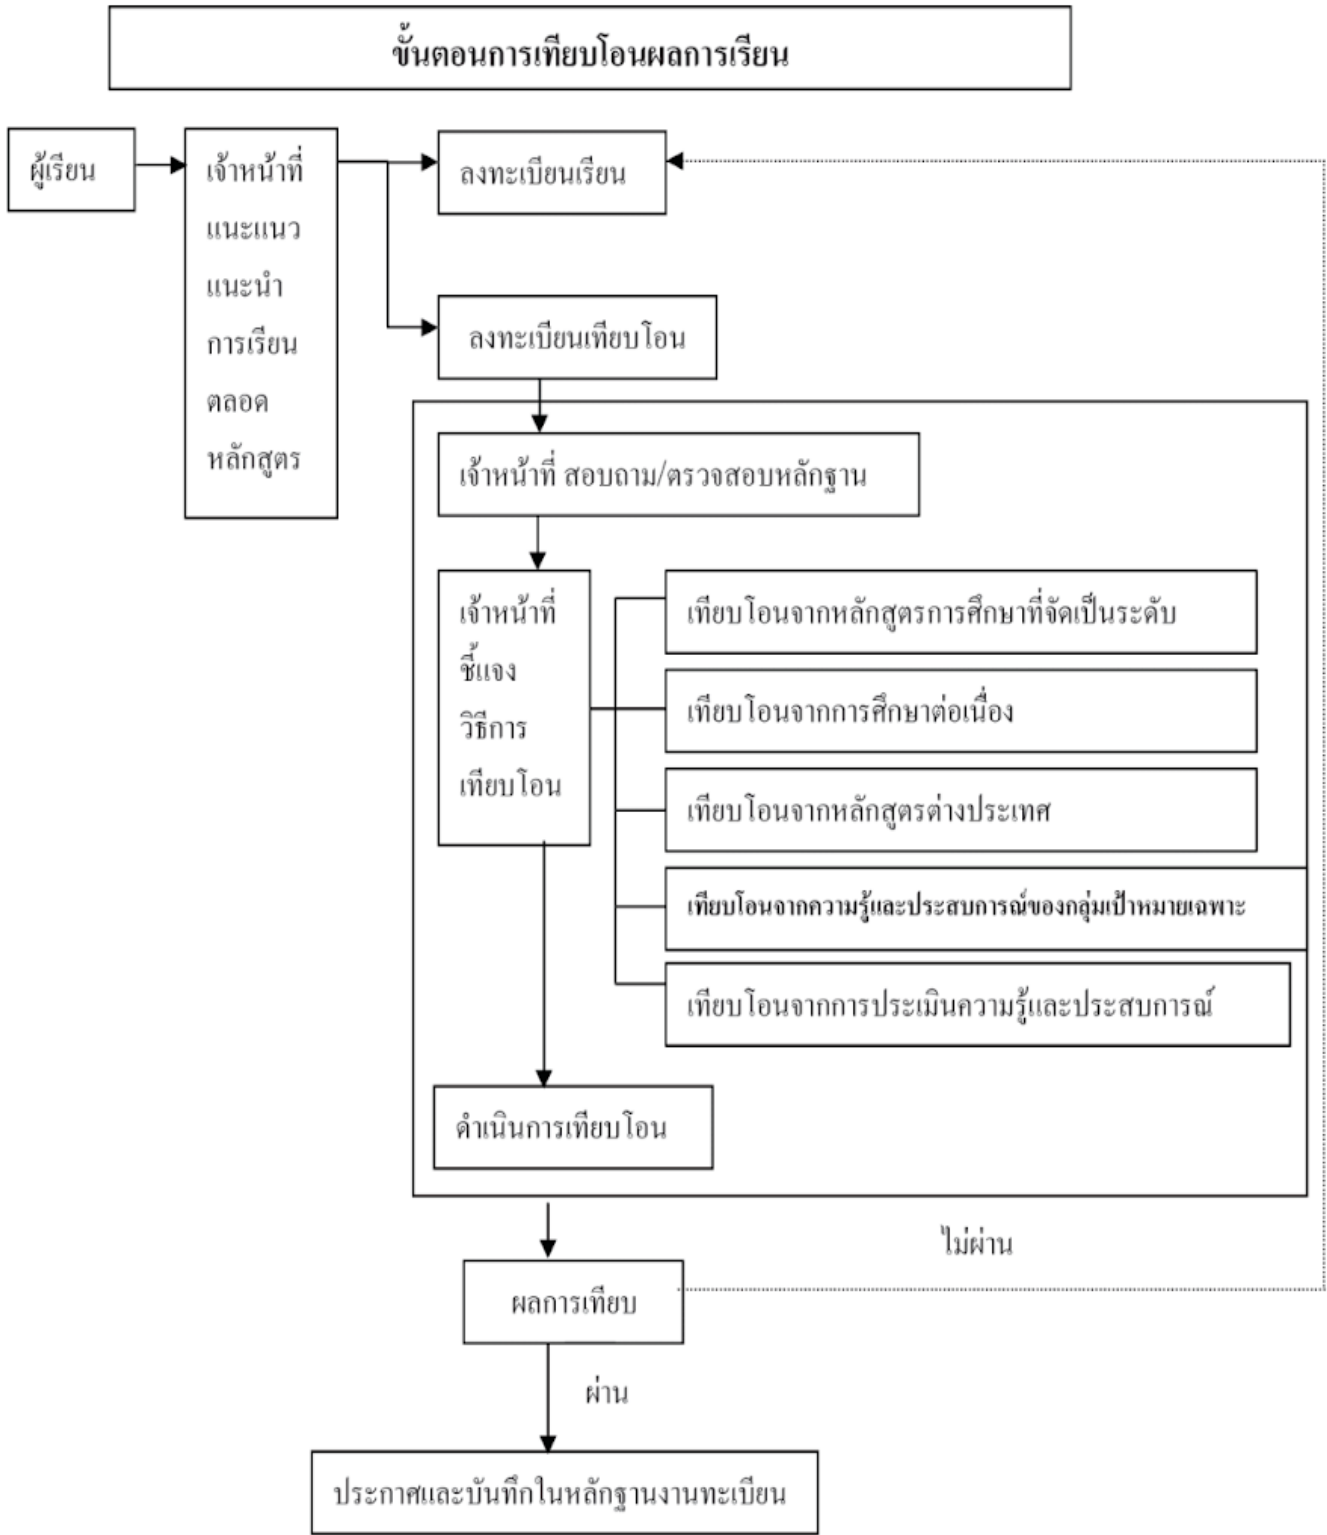 ขั้นตอนการเทียบโอนผลการเรียน
ผู้เรียน
เจ้าหน้าที่
แนะแนว
แนะนำ
การเรียน
ตลอด
หลักสูตร
ลงทะเบียนเรียน
ลงทะเบียนเทียบโอน
เจ้าหน้าที่ สอบถาม/ตรวจสอบหลักฐาน
เจ้าหน้าที่
ชี้แจง
วิธีการ
เทียบโอน
เทียบโอนจากหลักสูตรการศึกษาที่จัดเป็นระดับ
เทียบโอนจากการศึกษาต่อเนื่อง
เทียบโอนจากหลักสูตรต่างประเทศ
เทียบโอนจากความรู้และประสบการณ์ของกลุ่มเป้าหมายเฉพาะ
เทียบโอนจากการประเมินความรู้และประสบการณ์
ดำเนินการเทียบโอน
ไม่ผ่าน
ผลการเทียบ
ผ่าน
ประกาศและบันทึกในหลักฐานงานทะเบียน